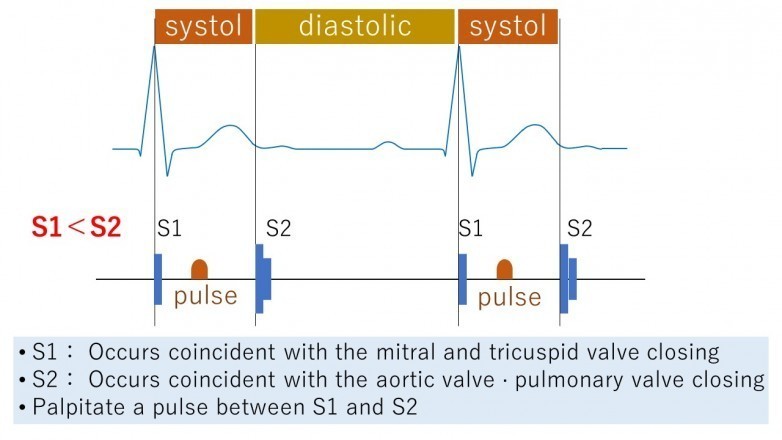 systol
diastolic
systol
S1<S2
S1
S2
S1
S2
pulse
pulse
• S1： Occurs coincident with the mitral and tricuspid valve closing
• S2： Occurs coincident with the aortic valve・pulmonary valve closing
• Palpitate a pulse between S1 and S2